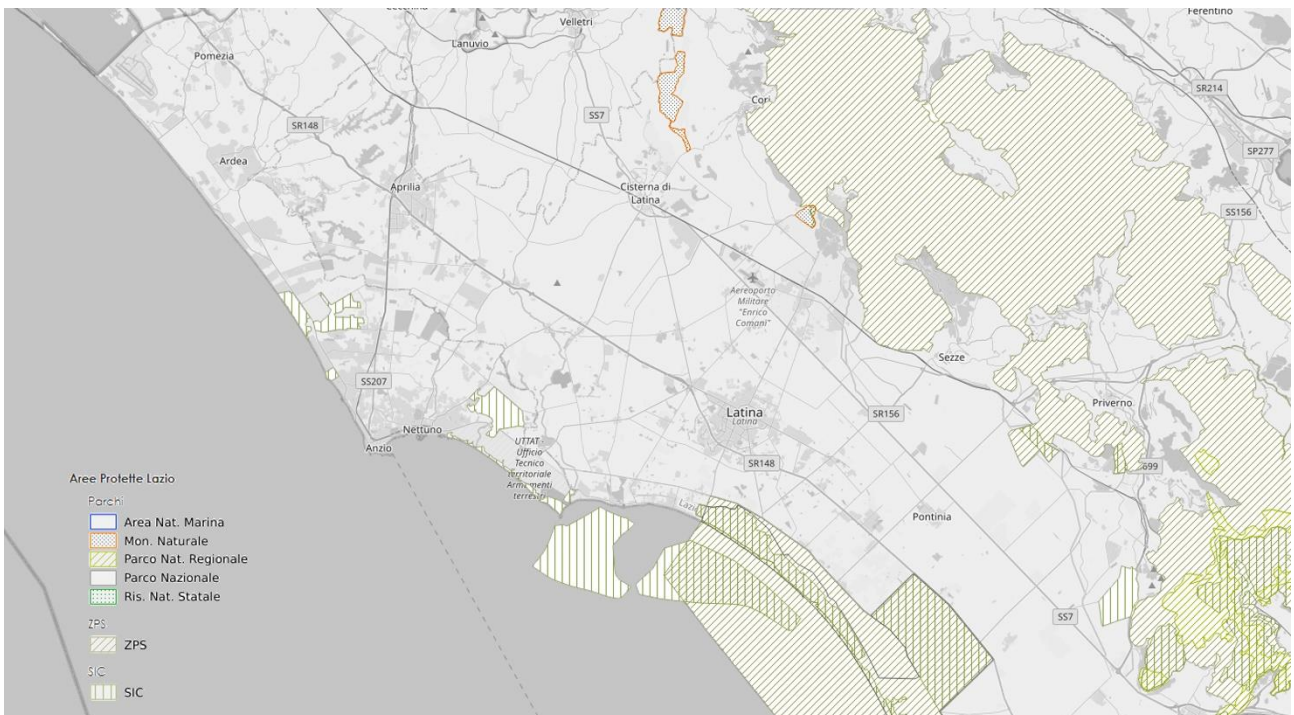 Velletri
Ferentino
Lanuvio
Pomezia
SR214
Cori
SS7
SR148
SP277
Ardea
Aprilia
Cisterna di
Latina
SS156
Aereoporto
Militare
"Enrico
Comani"
Sezze
SS207
Priverno
Latina
Latina
SR156
Nettuno
Anzio
UTTAT -
Ufficio
Tecnico
Territoriale
Armamenti
terrestri
SR148
699
Pontinia
SS7
Aree Protette Lazio
Parchi
Area Nat. Marina
Mon. Naturale
Parco Nat. Regionale
Parco Nazionale
Ris. Nat. Statale
ZPS
ZPS
SIC
SIC